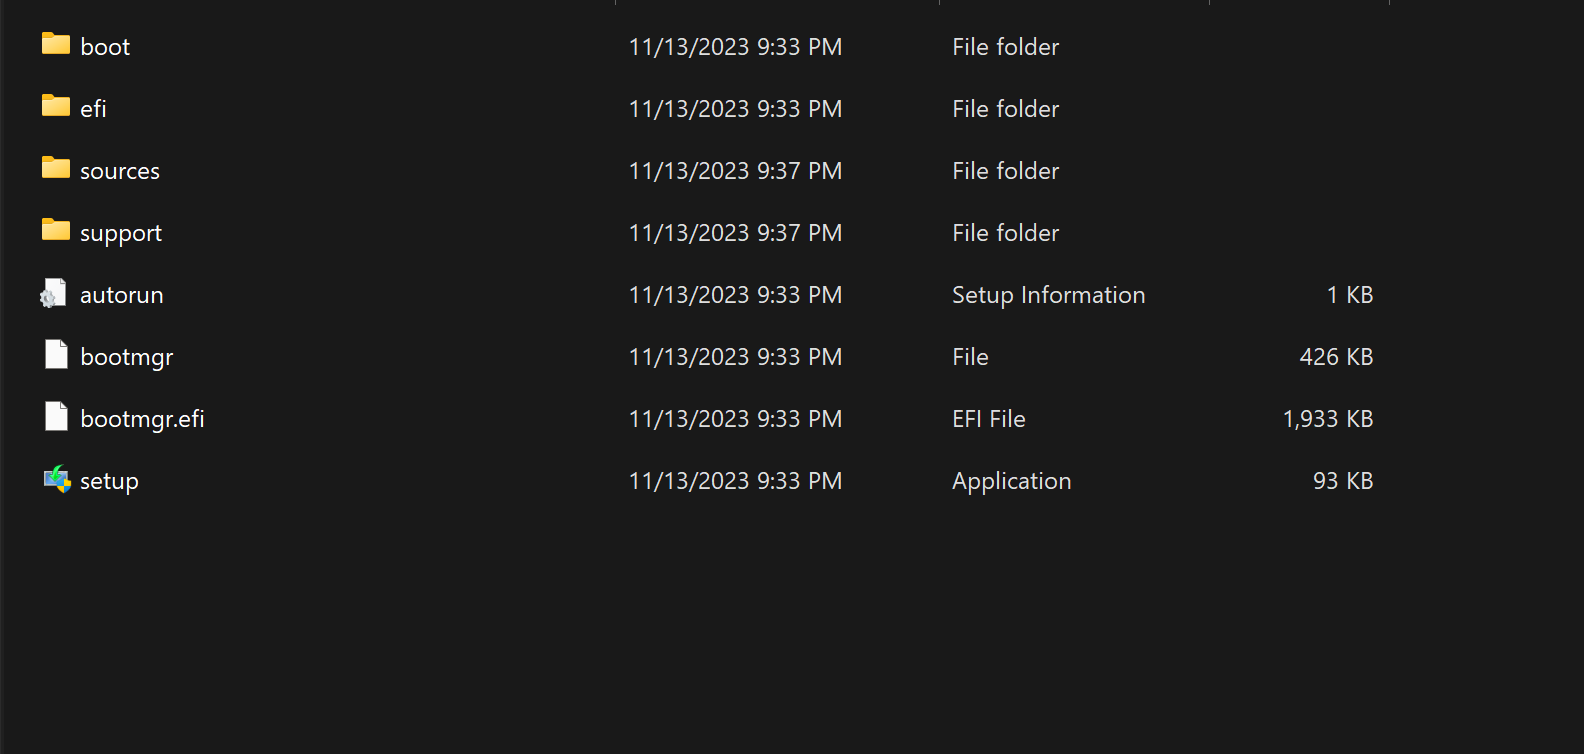 boot 11/13/2023 9:33 PM File folder
efi 11/13/2023 9:33 PM File folder
sources 11/13/2023 9:37 PM File folder
support 11/13/2023 9:37 PM File folder
autorun 11/13/2023 9:33 PM Setup Information 1 KB
bootmgr 11/13/2023 9:33 PM File 426 KB
bootmgr.efi 11/13/2023 9:33 PM EFI File 1,933 KB
setup 11/13/2023 9:33 PM Application 93 KB